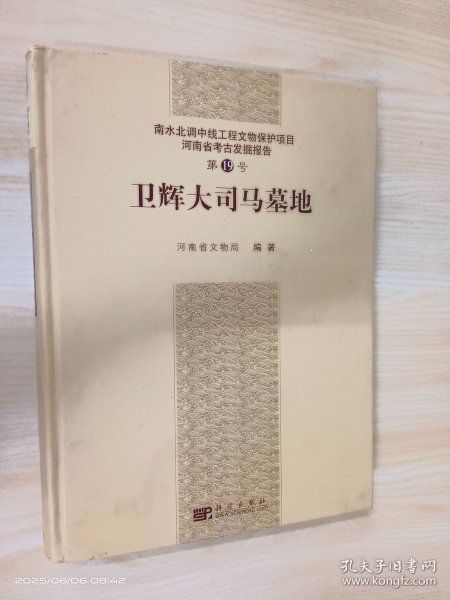 南水北调中线工程文物保护项目
河南省考古发掘报告
第19号
卫辉大司马墓地
河南省文物局 编著
科学出版社
www.sciencep.com
2025/06/06 08:42
孔夫子旧书网
www.kongfz.com